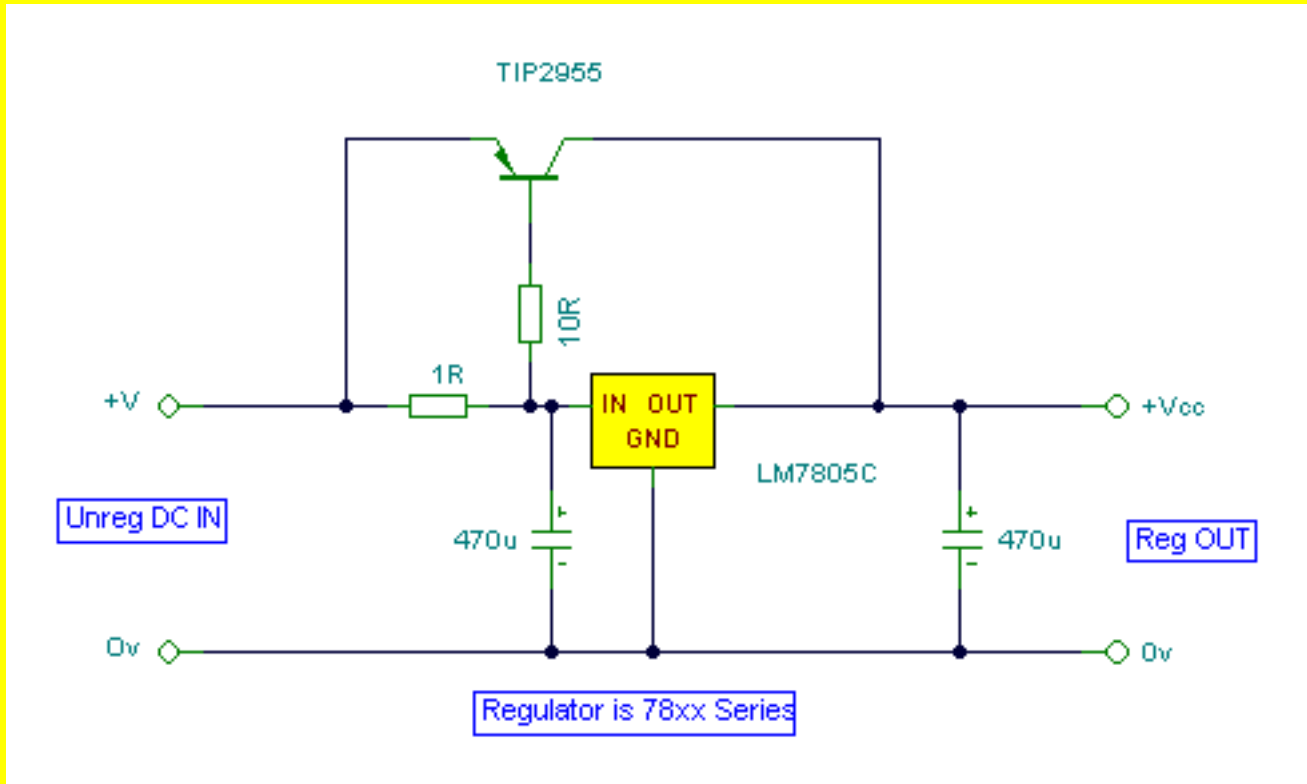 TIP2955
10R
1R
+V
IN OUT
GND
+Vcc
LM7805C
Unreg DC IN
+
470u
-
+
470u
-
Reg OUT
0v
0v
Regulator is 78xx Series